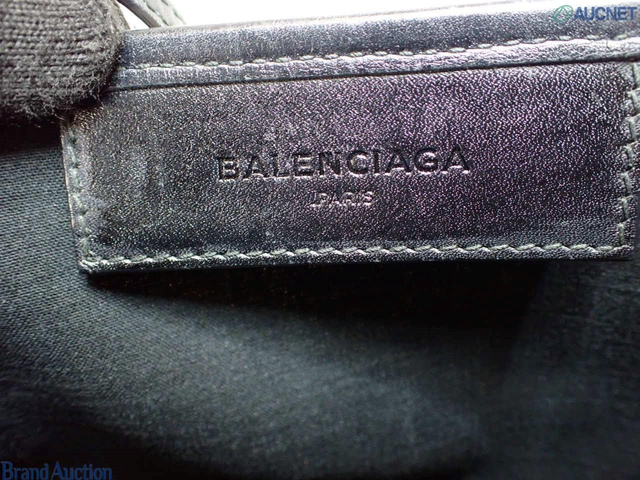 AUCNET
BALENCIAGA
.PARIS
Brand Auction